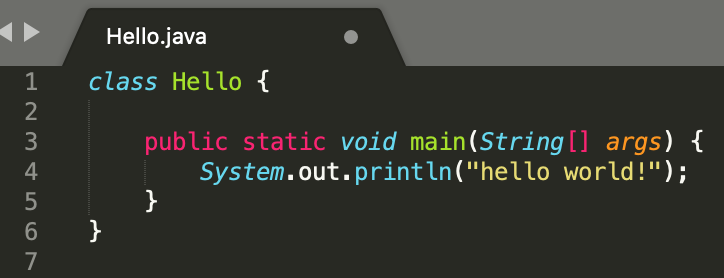 Hello.java
1 class Hello {
2
3     public static void main(String[] args) {
4         System.out.println("hello world!");
5     }
6 }
7